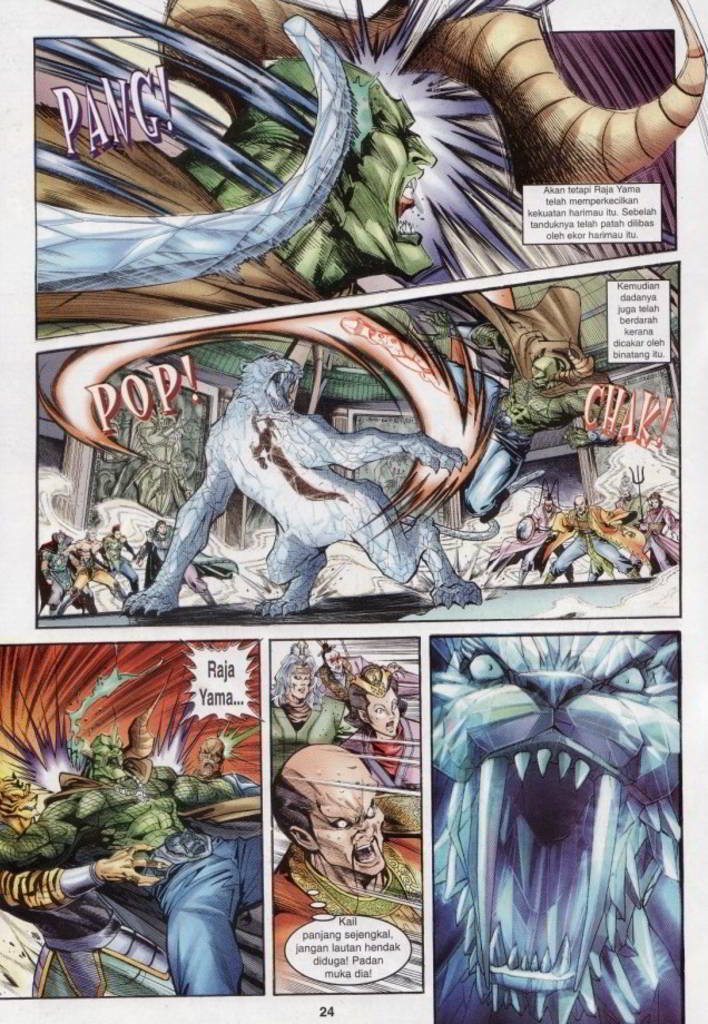 PANG!
Akan tetapi Raja Yama
telah memperkecilkan
kekuatan harimau itu. Sebelah
tanduknya telah patah dilibas
oleh ekor harimau itu.
Kemudian
dadanya
juga telah
berdarah
kerana
dicakar oleh
binatang itu.
POP!
CHAK!
Raja
Yama...
Kail
panjang sejengkal,
jangan lautan hendak
diduga! Padan
muka dia!
24